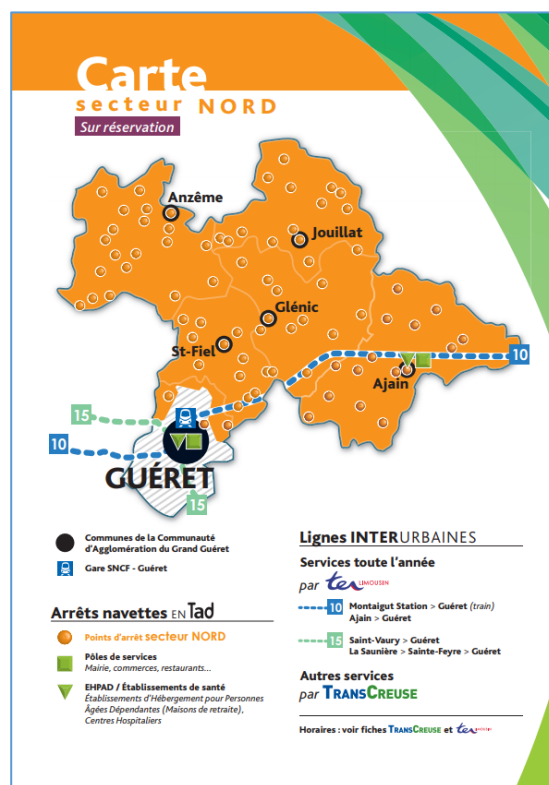 Carte
secteur NORD
Sur réservation
Anzême
Jouillat
Glénic
St-Fiel
10
Ajain
15
10
GUÉRET
15
Communes de la Communauté
d'Agglomération du Grand Guéret
Gare SNCF - Guéret
Arrêts navettes EN Tad
Points d'arrêt secteur NORD
Pôles de services
Mairie, commerces, restaurants...
EHPAD / Établissements de santé
Établissements d'Hébergement pour Personnes
Âgées Dépendantes (Maisons de retraite),
Centres Hospitaliers
Lignes INTERURBAINES
Services toute l'année
par ter LIMOUSIN
10 Montaigut Station > Guéret (train)
Ajain > Guéret
15 Saint-Vaury > Guéret
La Saunière > Sainte-Feyre > Guéret
Autres services
par TRANSCREUSE
Horaires : voir fiches TRANSCREUSE et ter LIMOUSIN